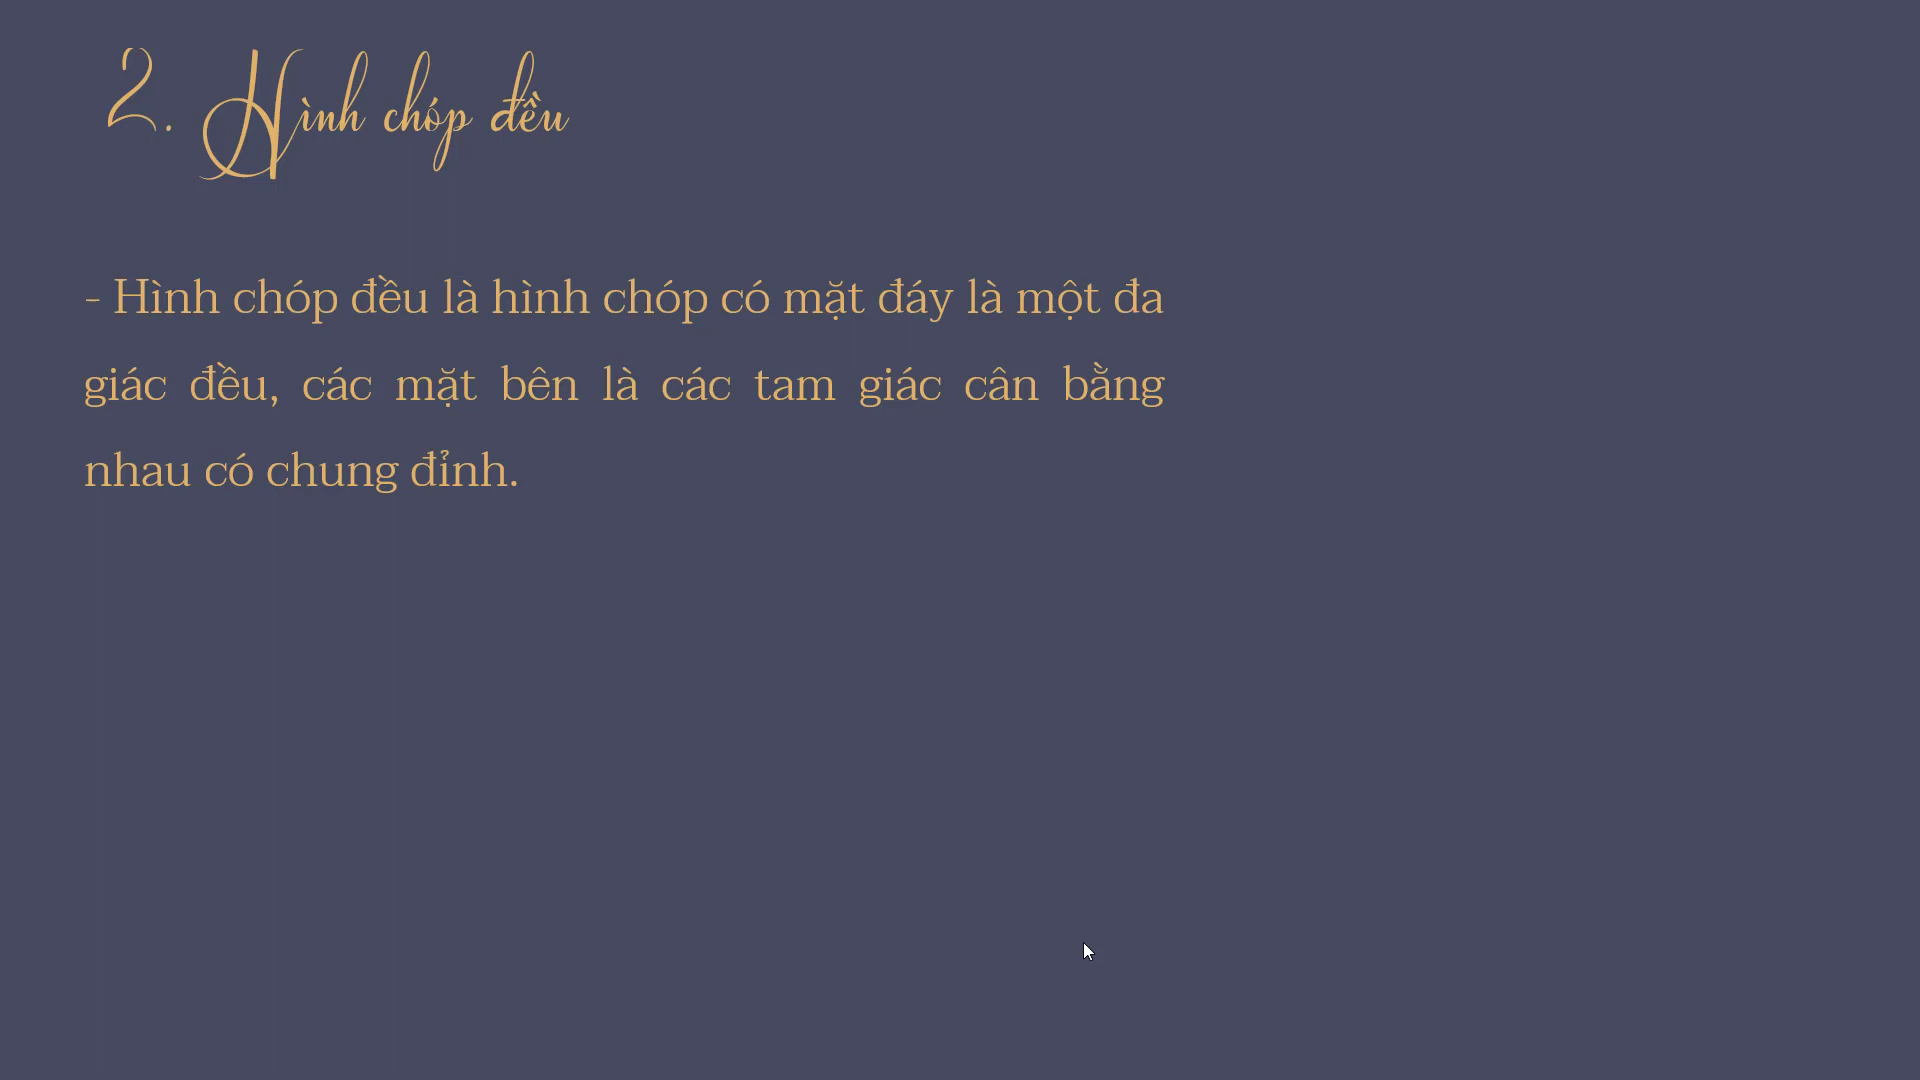 2. Hình chóp đều
- Hình chóp đều là hình chóp có mặt đáy là một đa
giác đều, các mặt bên là các tam giác cân bằng
nhau có chung đỉnh.